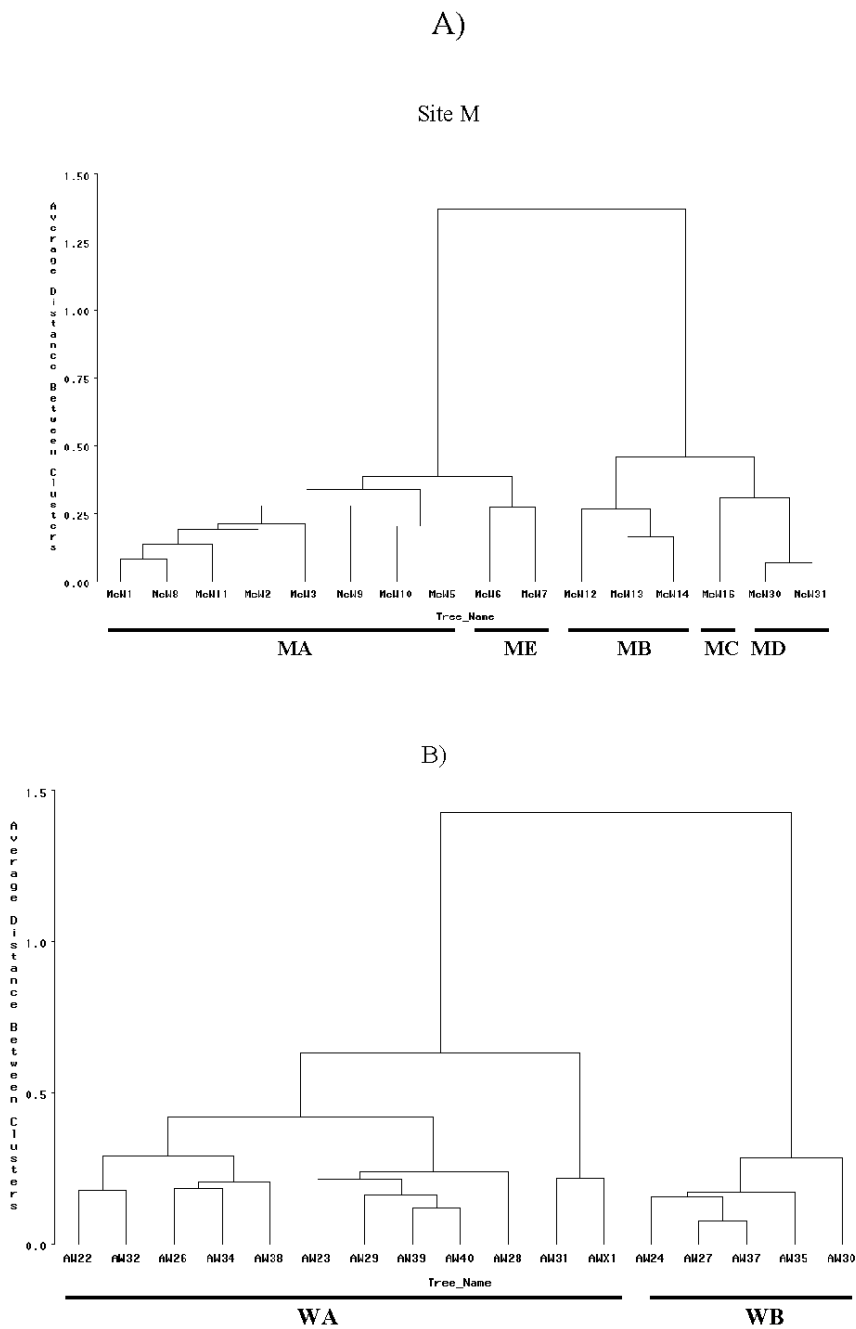 A)
Site M
1.50
1.25
1.00
0.75
0.50
0.25
0.00
Average Distance Between Clusters
McW1 McW8 McW11 McW2 McW3 McW9 McW10 McW5 McW6 McW7 McW12 McW13 McW14 McW16 McW30 McW31
Tree_Name
MA ME MB MC MD
B)
1.5
1.0
0.5
0.0
Average Distance Between Clusters
AW22 AW32 AW26 AW34 AW38 AW23 AW29 AW39 AW40 AW28 AW31 AWX1 AW24 AW27 AW37 AW35 AW30
Tree_Name
WA WB